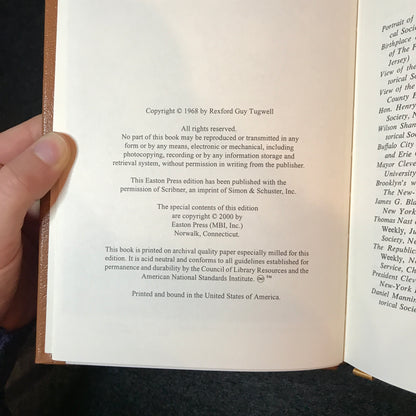 Copyright © 1968 by Rexford Guy Tugwell
All rights reserved.
No part of this book may be reproduced or transmitted in any
form or by any means, electronic or mechanical, including
photocopying, recording or by any information storage and
retrieval system, without permission in writing from the publisher.
This Easton Press edition has been published with the
permission of Scribner, an imprint of Simon & Schuster, Inc.
The special contents of this edition
are copyright © 2000 by
Easton Press (MBI, Inc.)
Norwalk, Connecticut.
This book is printed on archival quality paper especially milled for this
edition. It is acid neutral and conforms to all guidelines established for
permanence and durability by the Council of Library Resources and the
American National Standards Institute. ∞ ™
Printed and bound in the United States of America.
Portrait of
cal Socie
Birthplace
of The F
Jersey)
View of the
torical S
View of the
County E
Hon. Henry
Society, N
Wilson Shan
torical So
Buffalo City
and Erie
Mayor Cleve
University
Brooklyn's w
The New-
James G. Bla
New York
Thomas Nast
Weekly, Ju
Society,
The Republic
Weekly, N
Service, Ch
President Clev
New-York
Daniel Mannin
torical Socie